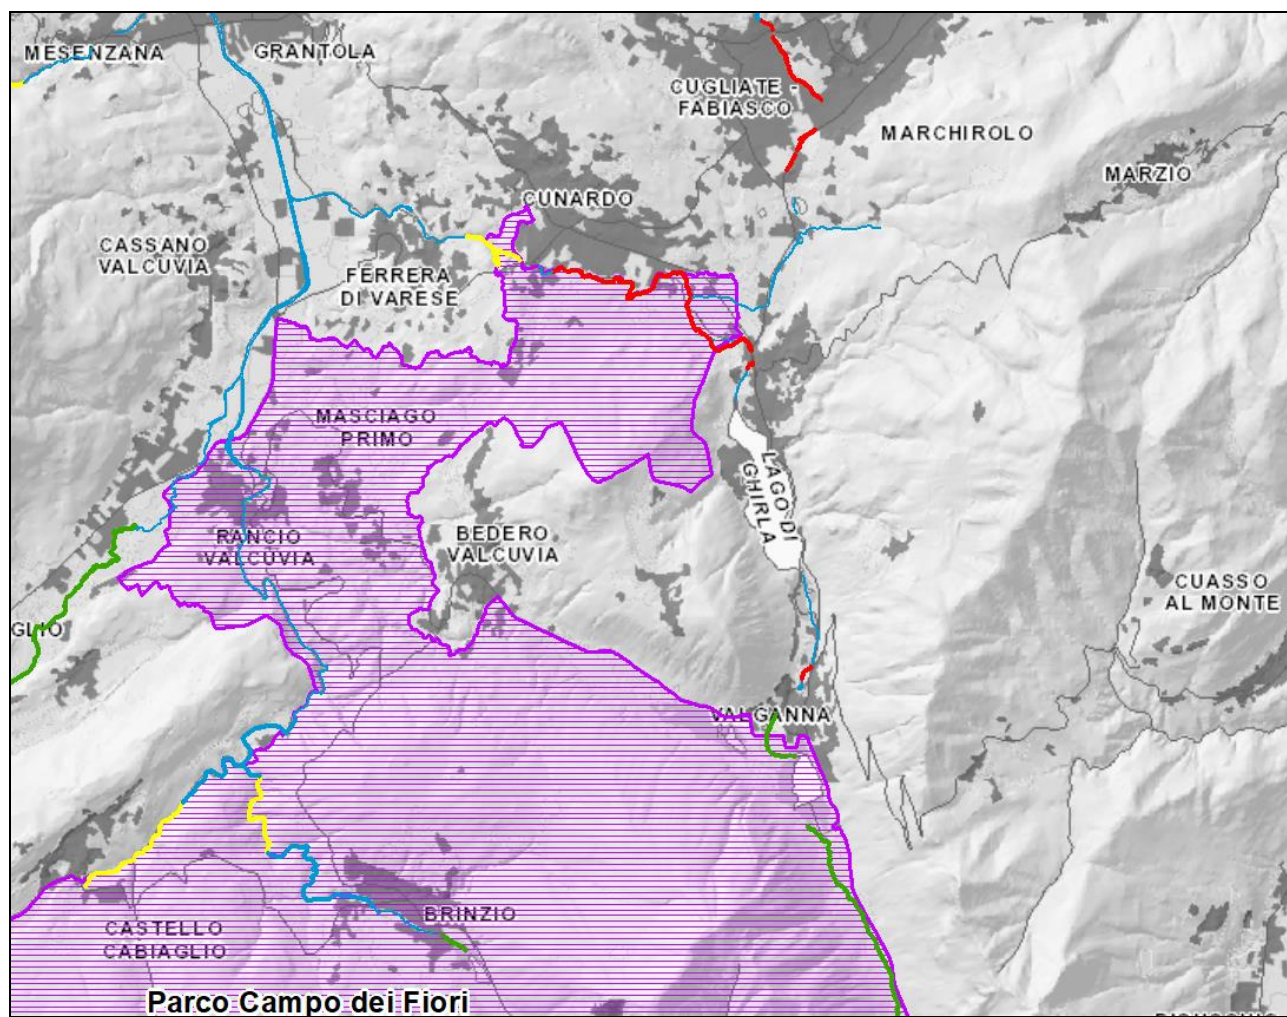 MESENZANA
GRANTOLA
CUGLIATE -
FABIASCO
MARCHIROLO
MARZIO
CUNARDO
CASSANO
VALCUVIA
FERRERA
DI VARESE
MASCIAGO
PRIMO
LAGO DI
GHIRLA
RANCIO
VALCUVIA
BEDERO
VALCUVIA
CUASSO
AL MONTE
GLIO
VALGANNA
BRINZIO
CASTELLO
CABIAGLIO
Parco Campo dei Fiori